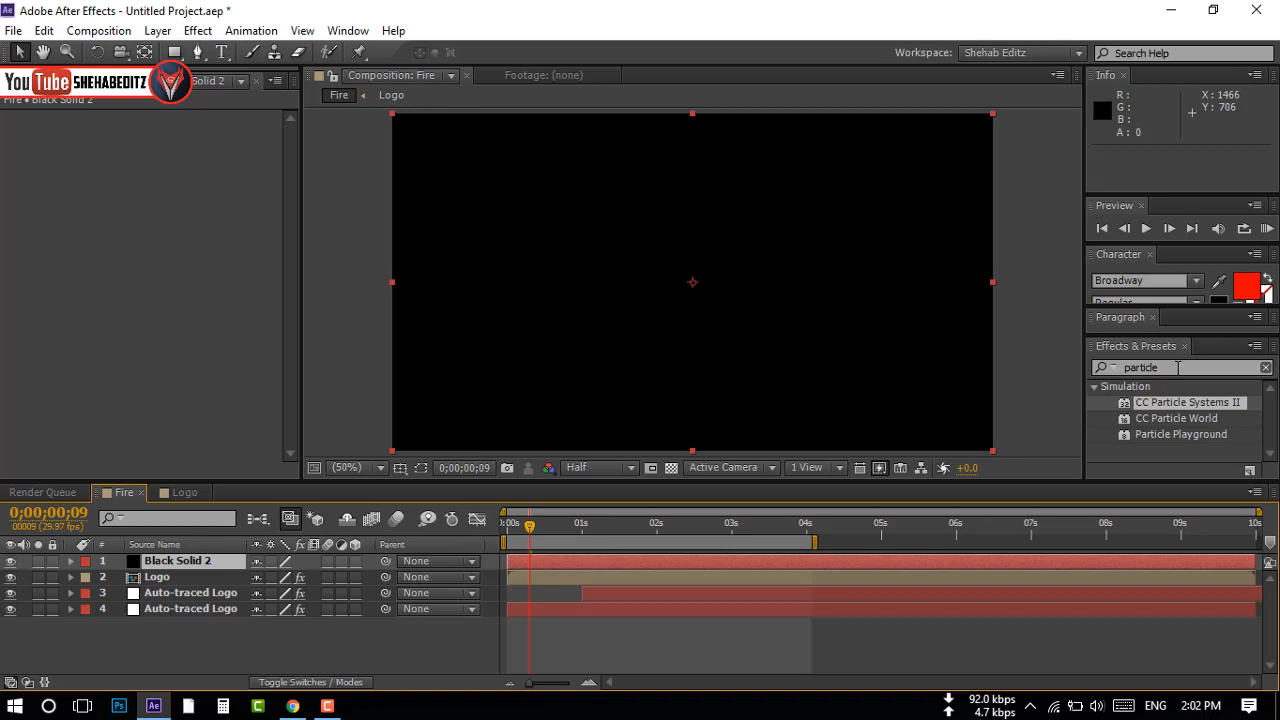 Adobe After Effects - Untitled Project.aep *
File Edit Composition Layer Effect Animation View Window Help
Workspace: Shehab Editz Search Help
YouTube SHEHABEDITZ Solid 2
Composition: Fire Footage: (none)
Fire • Black Solid 2
Fire Logo
Info
R : X : 1466
G : Y : 706
B :
A : 0
Preview
Character
Broadway
Regular
Paragraph
Effects & Presets
particle
Simulation
CC Particle Systems II
CC Particle World
Particle Playground
(50%) 0;00;00;09 Half Active Camera 1 View +0.0
Render Queue Fire Logo
0;00;00;09
00009 (29.97 fps)
0:00s 01s 02s 03s 04s 05s 06s 07s 08s 09s 10s
# Source Name Parent
1 Black Solid 2 None
2 Logo None
3 Auto-traced Logo None
4 Auto-traced Logo None
Toggle Switches / Modes
92.0 kbps
4.7 kbps
ENG 2:02 PM